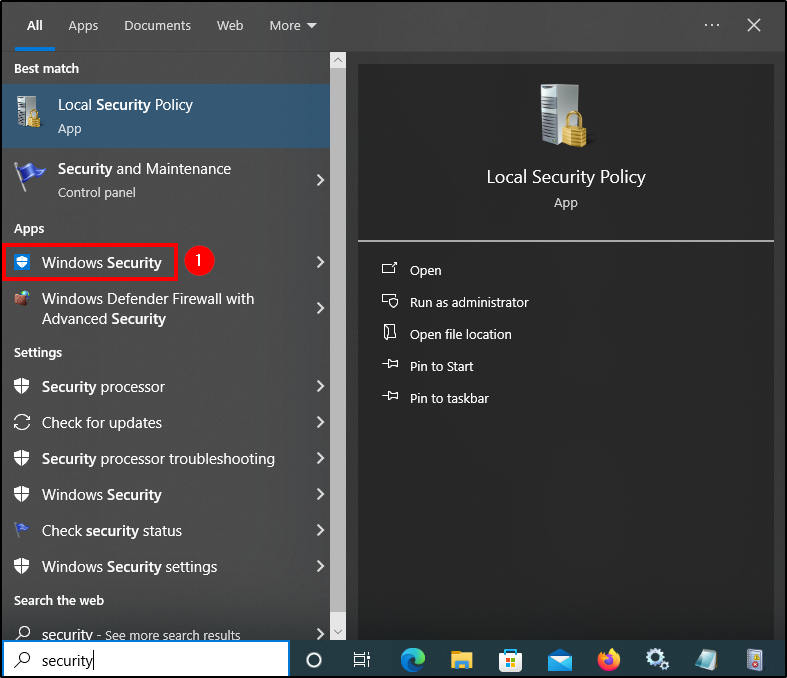 All Apps Documents Web More
Best match
Local Security Policy
App
Security and Maintenance
Control panel
Apps
Windows Security
1
Windows Defender Firewall with
Advanced Security
Settings
Security processor
Check for updates
Security processor troubleshooting
Windows Security
Check security status
Windows Security settings
Search the web
security - See more search results
security
Local Security Policy
App
Open
Run as administrator
Open file location
Pin to Start
Pin to taskbar